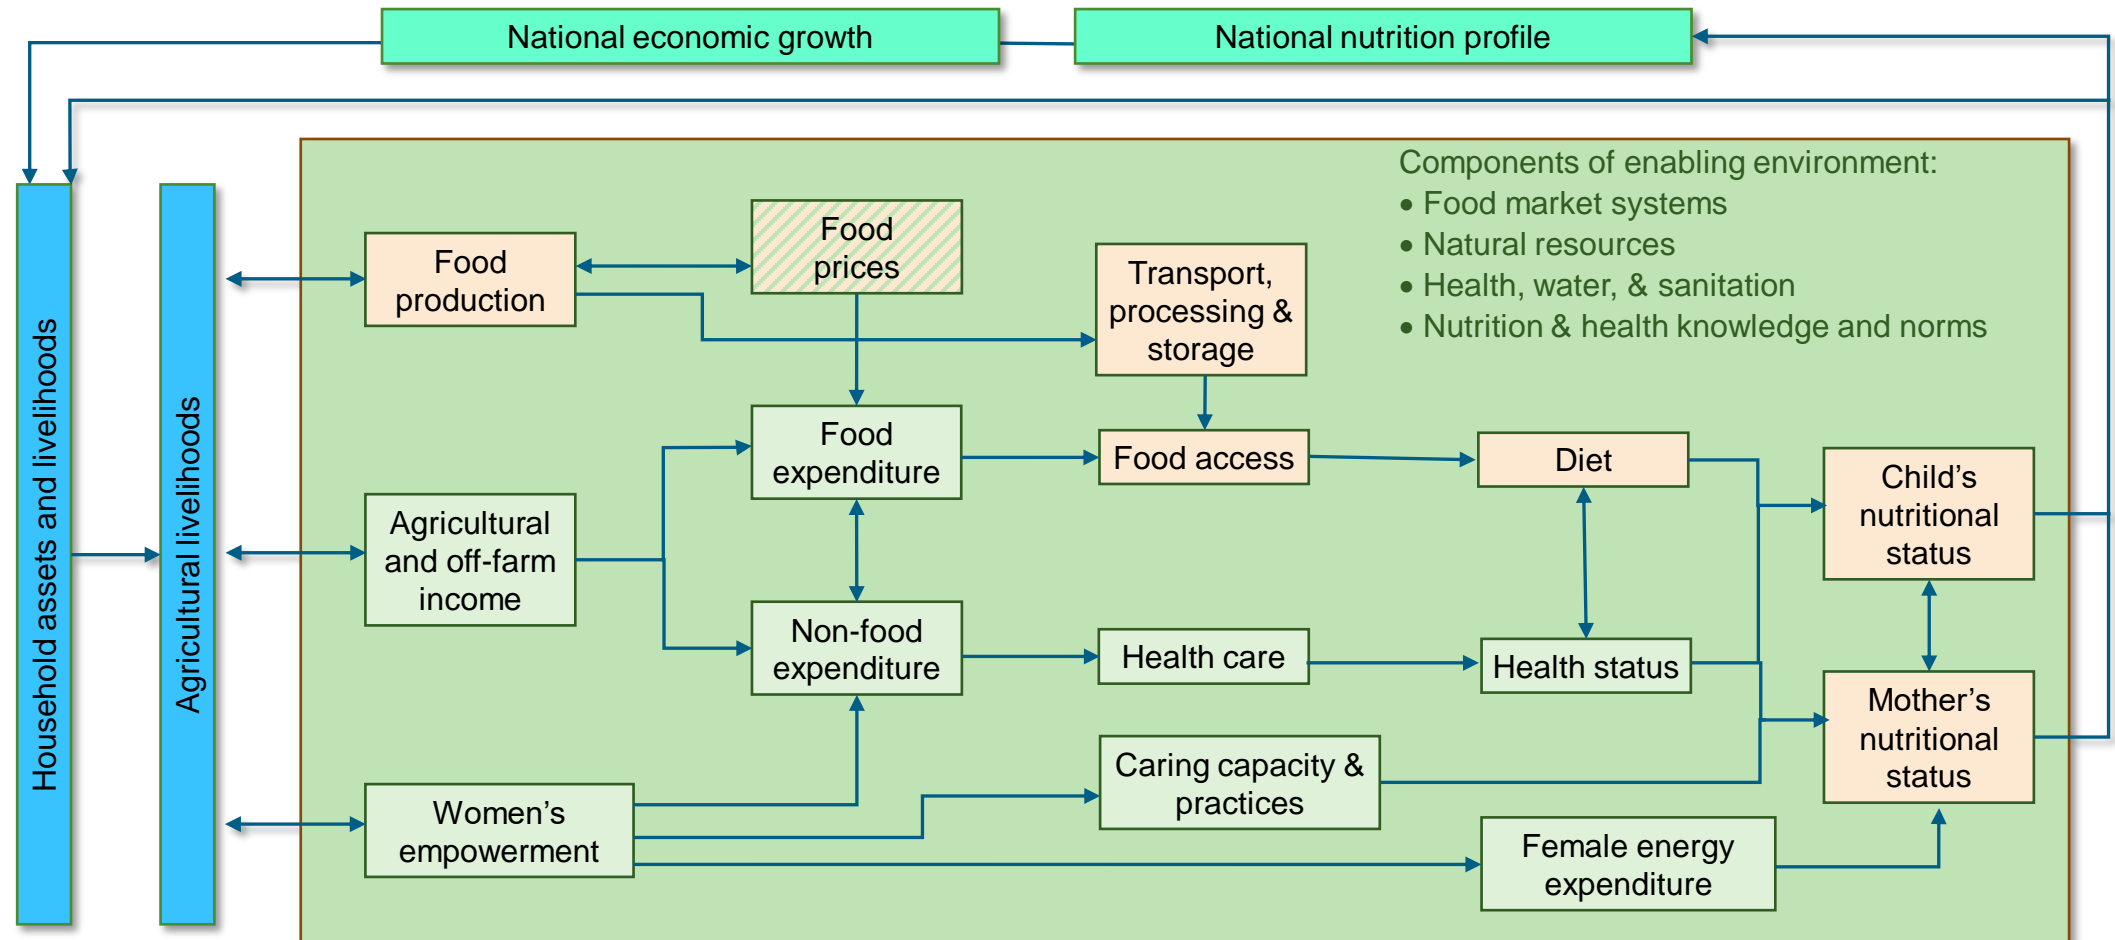 National economic growth
National nutrition profile
Components of enabling environment:
• Food market systems
• Natural resources
• Health, water, & sanitation
• Nutrition & health knowledge and norms
Household assets and livelihoods
Agricultural livelihoods
Food
production
Food
prices
Transport,
processing &
storage
Food
expenditure
Food access
Diet
Child’s
nutritional
status
Agricultural
and off-farm
income
Non-food
expenditure
Health care
Health status
Mother’s
nutritional
status
Women’s
empowerment
Caring capacity &
practices
Female energy
expenditure